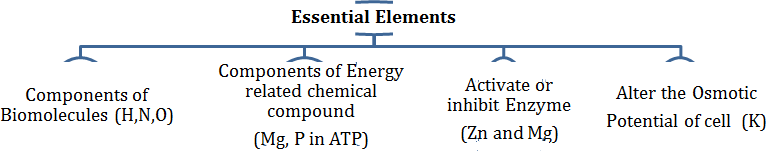 Essential Elements
Components of
Biomolecules (H,N,O)
Components of Energy
related chemical
compound
(Mg, P in ATP)
Activate or
inhibit Enzyme
(Zn and Mg)
Alter the Osmotic
Potential of cell (K)